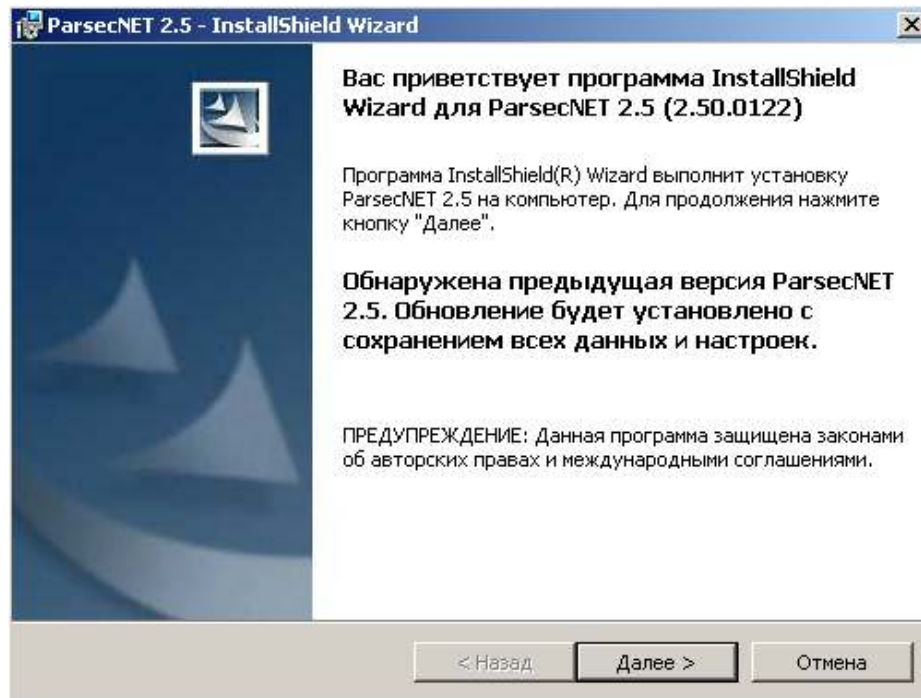 ParsecNET 2.5 - InstallShield Wizard
Вас приветствует программа InstallShield
Wizard для ParsecNET 2.5 (2.50.0122)
Программа InstallShield(R) Wizard выполнит установку
ParsecNET 2.5 на компьютер. Для продолжения нажмите
кнопку "Далее".
Обнаружена предыдущая версия ParsecNET
2.5. Обновление будет установлено с
сохранением всех данных и настроек.
ПРЕДУПРЕЖДЕНИЕ: Данная программа защищена законами
об авторских правах и международными соглашениями.
< Назад
Далее >
Отмена